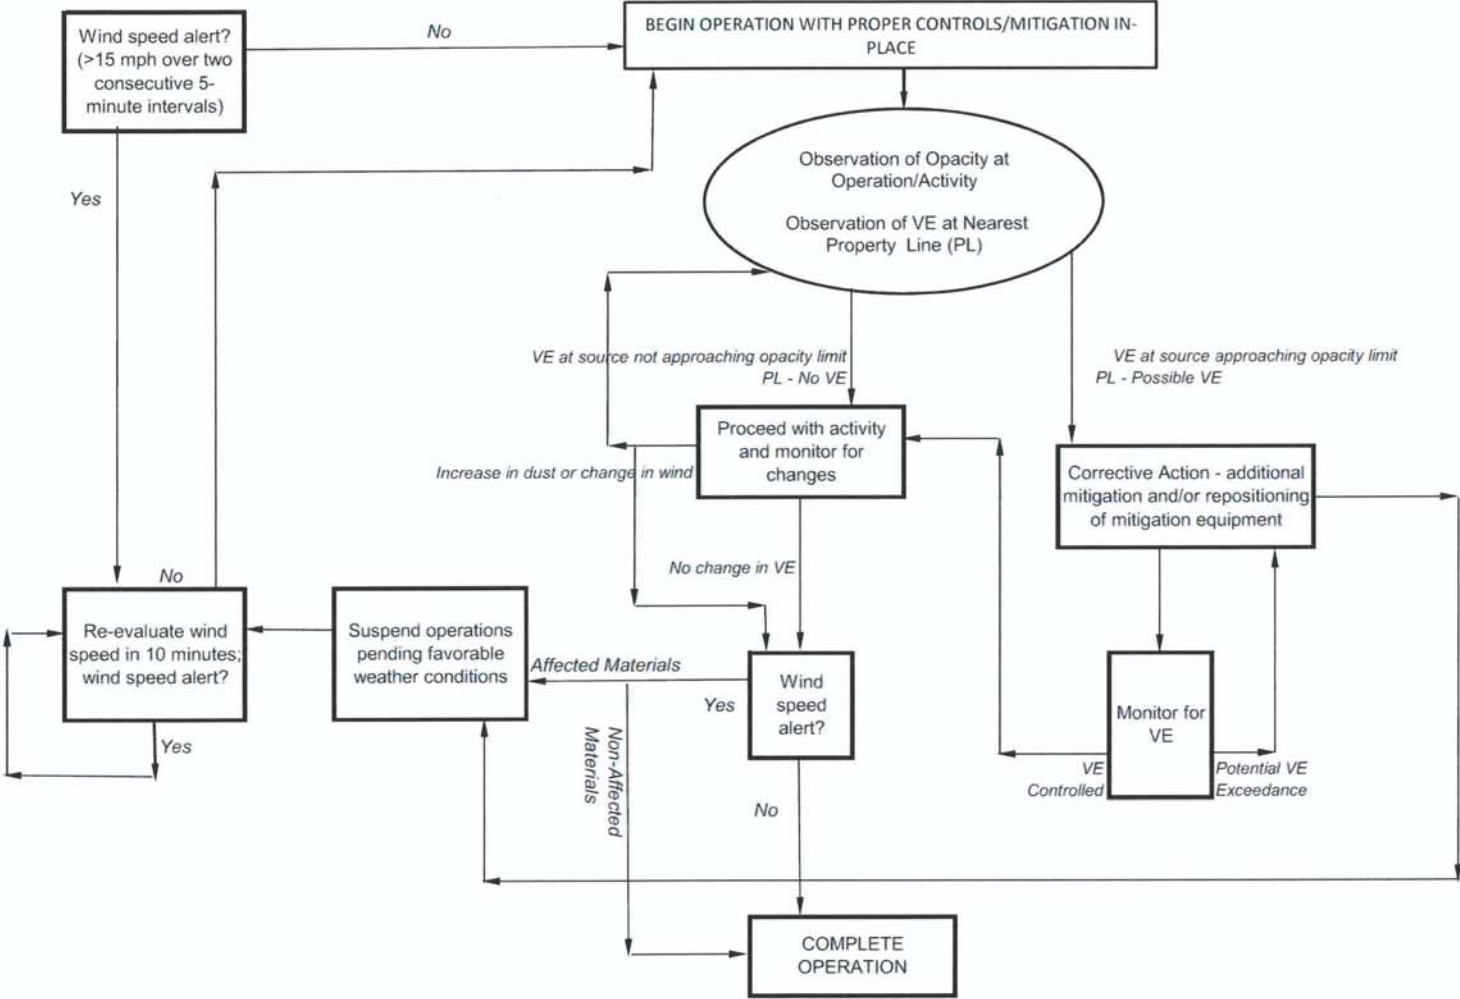 Wind speed alert?
(>15 mph over two
consecutive 5-
minute intervals)
No
BEGIN OPERATION WITH PROPER CONTROLS/MITIGATION IN-
PLACE
Yes
Observation of Opacity at
Operation/Activity
Observation of VE at Nearest
Property Line (PL)
VE at source not approaching opacity limit
PL - No VE
VE at source approaching opacity limit
PL - Possible VE
Proceed with activity
and monitor for
changes
Increase in dust or change in wind
Corrective Action - additional
mitigation and/or repositioning
of mitigation equipment
No change in VE
No
Re-evaluate wind
speed in 10 minutes;
wind speed alert?
Yes
Suspend operations
pending favorable
weather conditions
Affected Materials
Yes
Non-Affected
Materials
Wind
speed
alert?
No
Monitor for
VE
VE
Controlled
Potential VE
Exceedance
COMPLETE
OPERATION